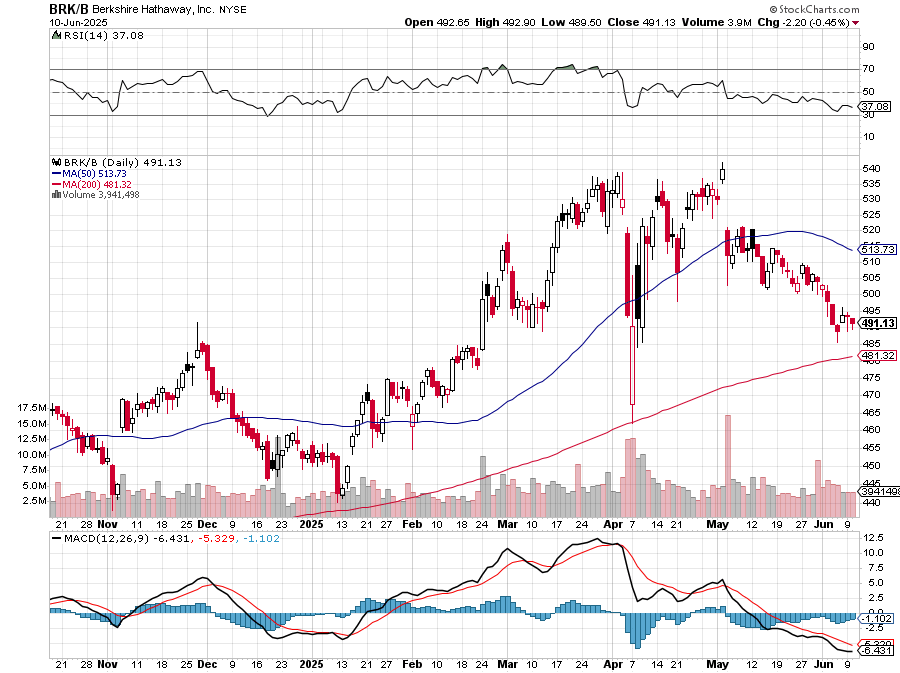 BRK/B Berkshire Hathaway, Inc. NYSE © StockCharts.com
10-Jun-2025 Open 492.65 High 492.90 Low 489.50 Close 491.13 Volume 3.9M Chg -2.20 (-0.45%)
RSI(14) 37.08
90
70
50
37.08
30
10
BRK/B (Daily) 491.13
MA(50) 513.73
MA(200) 481.32
Volume 3,941,498
540
535
530
525
520
513.73
510
505
500
495
491.13
485
481.32
475
470
465
460
455
450
445
440
17.5M
15.0M
12.5M
10.0M
7.5M
5.0M
2.5M
3941498
21 28 Nov 11 18 25 Dec 9 16 23 2025 13 21 27 Feb 10 18 24 Mar 10 17 24 Apr 7 14 21 May 12 19 27 Jun 9
MACD(12,26,9) -6.431, -5.329, -1.102
12.5
10.0
7.5
5.0
2.5
0.0
-1.102
-2.5
-5.329
-6.431
21 28 Nov 11 18 25 Dec 9 16 23 2025 13 21 27 Feb 10 18 24 Mar 10 17 24 Apr 7 14 21 May 12 19 27 Jun 9